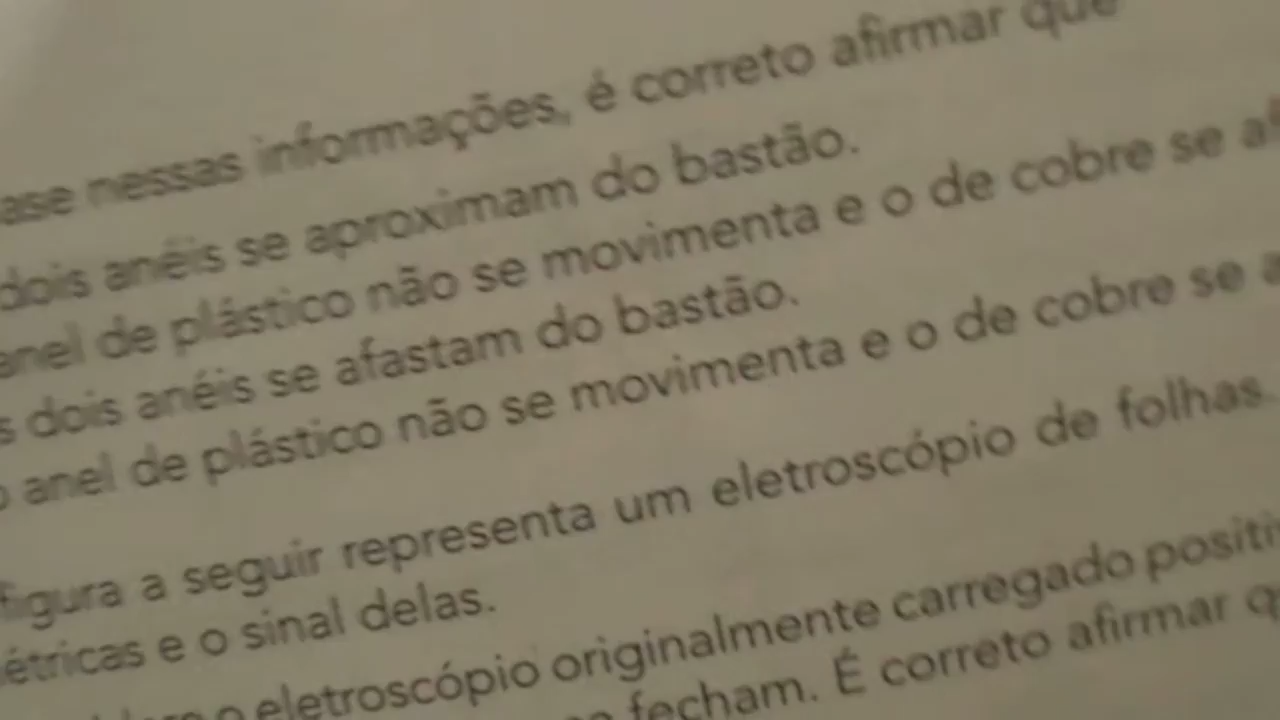 ase nessas informações, é correto afirmar que
dois anéis se aproximam do bastão.
anel de plástico não se movimenta e o de cobre se af
s dois anéis se afastam do bastão.
o anel de plástico não se movimenta e o de cobre se a
figura a seguir representa um eletroscópio de folhas.
étricas e o sinal delas.
o eletroscópio originalmente carregado positi
fecham. É correto afirmar q